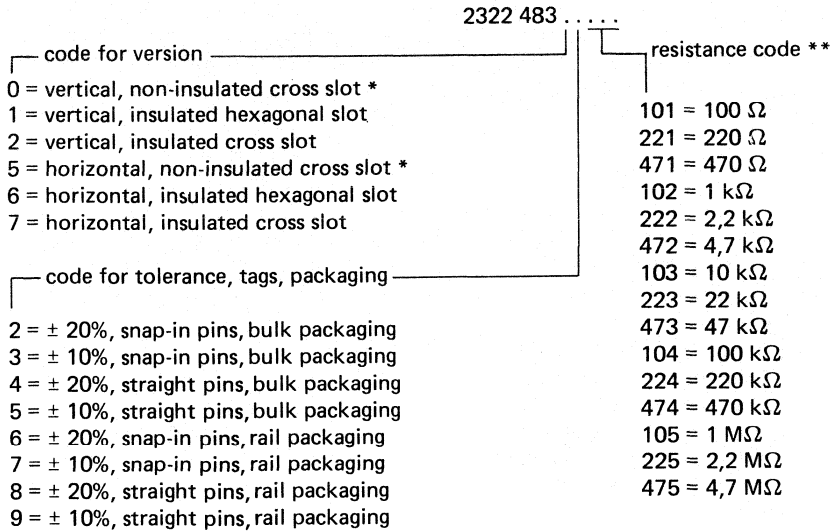 2322 483 . . . . .
code for version
0 = vertical, non-insulated cross slot *
1 = vertical, insulated hexagonal slot
2 = vertical, insulated cross slot
5 = horizontal, non-insulated cross slot *
6 = horizontal, insulated hexagonal slot
7 = horizontal, insulated cross slot
code for tolerance, tags, packaging
2 = ± 20%, snap-in pins, bulk packaging
3 = ± 10%, snap-in pins, bulk packaging
4 = ± 20%, straight pins, bulk packaging
5 = ± 10%, straight pins, bulk packaging
6 = ± 20%, snap-in pins, rail packaging
7 = ± 10%, snap-in pins, rail packaging
8 = ± 20%, straight pins, rail packaging
9 = ± 10%, straight pins, rail packaging
resistance code **
101 = 100 Ω
221 = 220 Ω
471 = 470 Ω
102 = 1 kΩ
222 = 2,2 kΩ
472 = 4,7 kΩ
103 = 10 kΩ
223 = 22 kΩ
473 = 47 kΩ
104 = 100 kΩ
224 = 220 kΩ
474 = 470 kΩ
105 = 1 MΩ
225 = 2,2 MΩ
475 = 4,7 MΩ